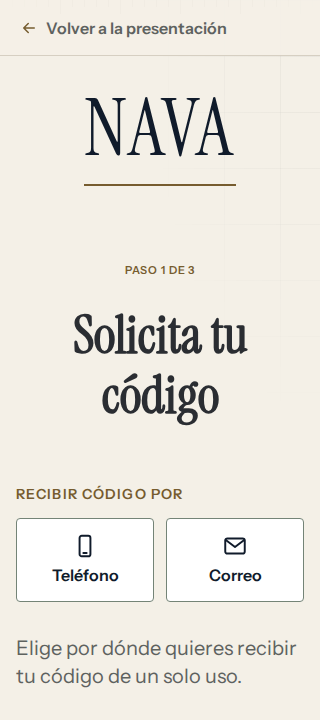 ← Volver a la presentación
NAVA
PASO 1 DE 3
Solicita tu
código
RECIBIR CÓDIGO POR
Teléfono Correo
Elige por dónde quieres recibir
tu código de un solo uso.